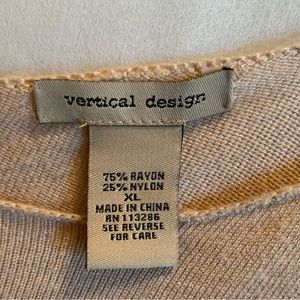 vertical design
75% RAYON
25% NYLON
XL
MADE IN CHINA
RN 113286
SEE REVERSE
FOR CARE